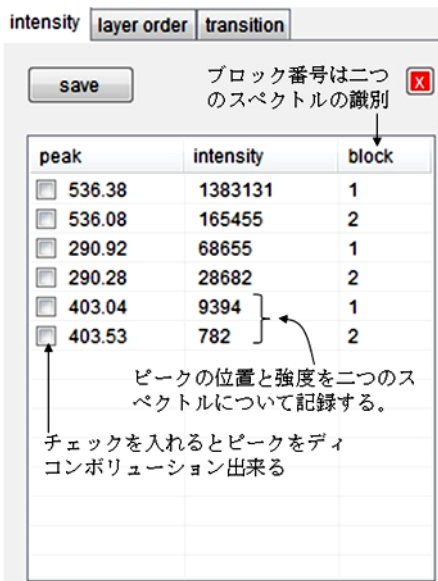 intensity layer order transition
save
ブロック番号は二つ
のスペクトルの識別
X
peak intensity block
536.38 1383131 1
536.08 165455 2
290.92 68655 1
290.28 28682 2
403.04 9394 1
403.53 782 2
ピークの位置と強度を二つのス
ペクトルについて記録する。
チェックを入れるとピークをディ
コンボリューション出来る